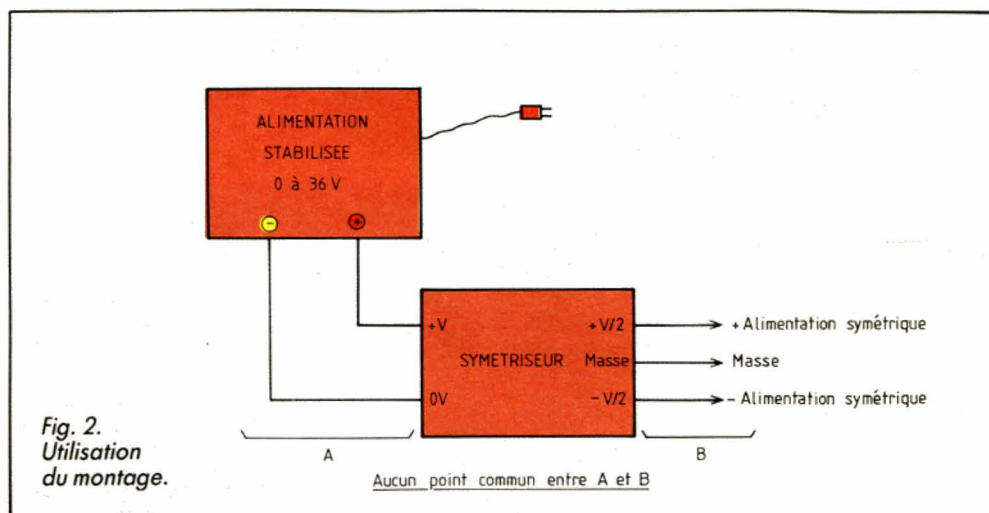 ALIMENTATION
STABILISEE
0 à 36 V
- +
+V +V/2 + Alimentation symétrique
SYMETRISEUR Masse Masse
0V - V/2 - Alimentation symétrique
Fig. 2.
Utilisation
du montage.
A B
Aucun point commun entre A et B